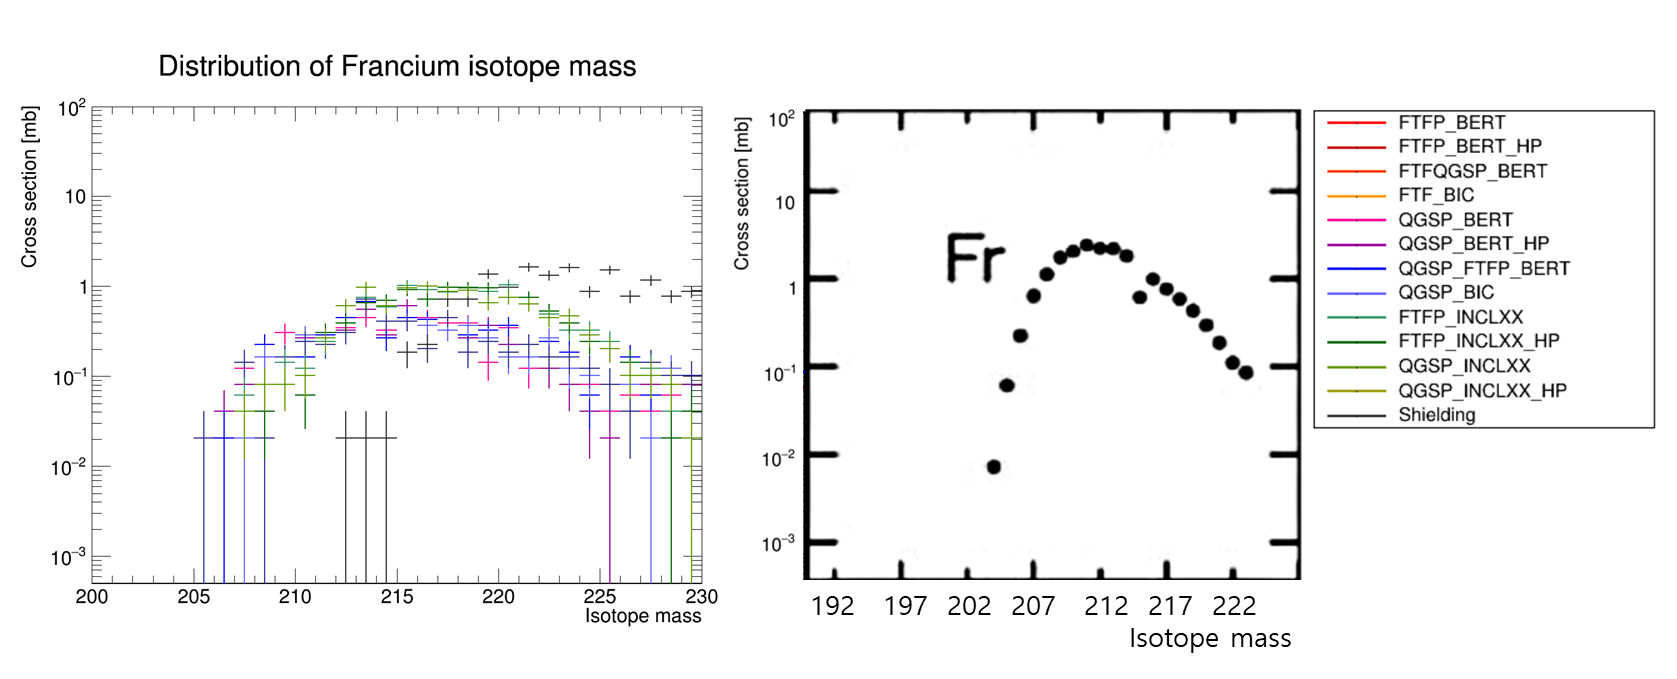 Distribution of Francium isotope mass
Cross section [mb]
10²
10
1
10⁻¹
10⁻²
10⁻³
200 205 210 215 220 225 230
Isotope mass
Cross section [mb]
10²
10
1
10⁻¹
10⁻²
10⁻³
Fr
192 197 202 207 212 217 222
Isotope mass
FTFP_BERT
FTFP_BERT_HP
FTFQGSP_BERT
FTF_BIC
QGSP_BERT
QGSP_BERT_HP
QGSP_FTFP_BERT
QGSP_BIC
FTFP_INCLXX
FTFP_INCLXX_HP
QGSP_INCLXX
QGSP_INCLXX_HP
Shielding